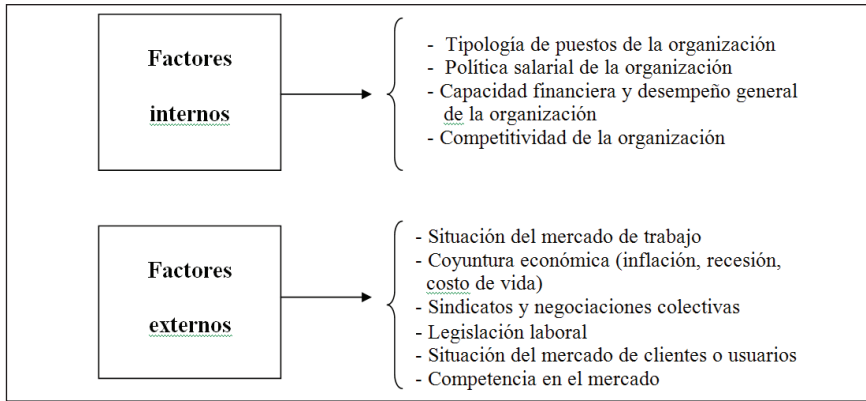 Factores
internos
- Tipología de puestos de la organización
- Política salarial de la organización
- Capacidad financiera y desempeño general
de la organización
- Competitividad de la organización
Factores
externos
- Situación del mercado de trabajo
- Coyuntura económica (inflación, recesión,
costo de vida)
- Sindicatos y negociaciones colectivas
- Legislación laboral
- Situación del mercado de clientes o usuarios
- Competencia en el mercado